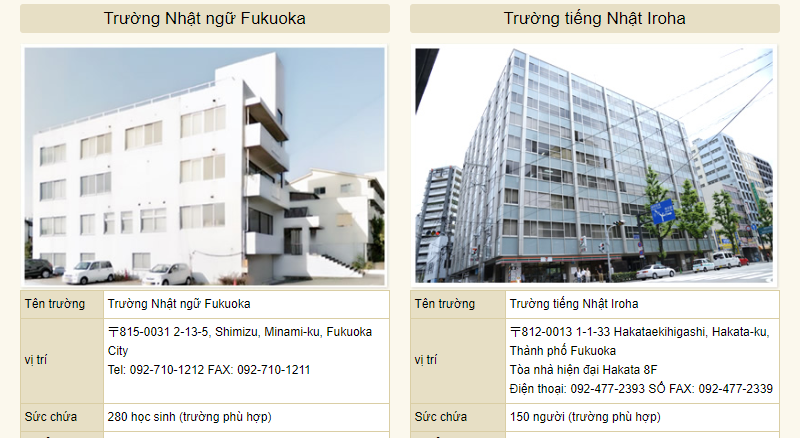 Trường Nhật ngữ Fukuoka
Tên trường Trường Nhật ngữ Fukuoka
vị trí
〒815-0031 2-13-5, Shimizu, Minami-ku, Fukuoka
City
Tel: 092-710-1212 FAX: 092-710-1211
Sức chứa 280 học sinh (trường phù hợp)
Trường tiếng Nhật Iroha
Tên trường Trường tiếng Nhật Iroha
vị trí
〒812-0013 1-1-33 Hakataekihigashi, Hakata-ku,
Thành phố Fukuoka
Tòa nhà hiện đại Hakata 8F
Điện thoại: 092-477-2393 SỐ FAX: 092-477-2339
Sức chứa 150 người (trường phù hợp)